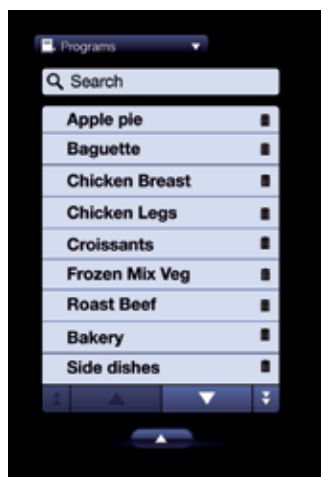 Programs
Search
Apple pie
Baguette
Chicken Breast
Chicken Legs
Croissants
Frozen Mix Veg
Roast Beef
Bakery
Side dishes